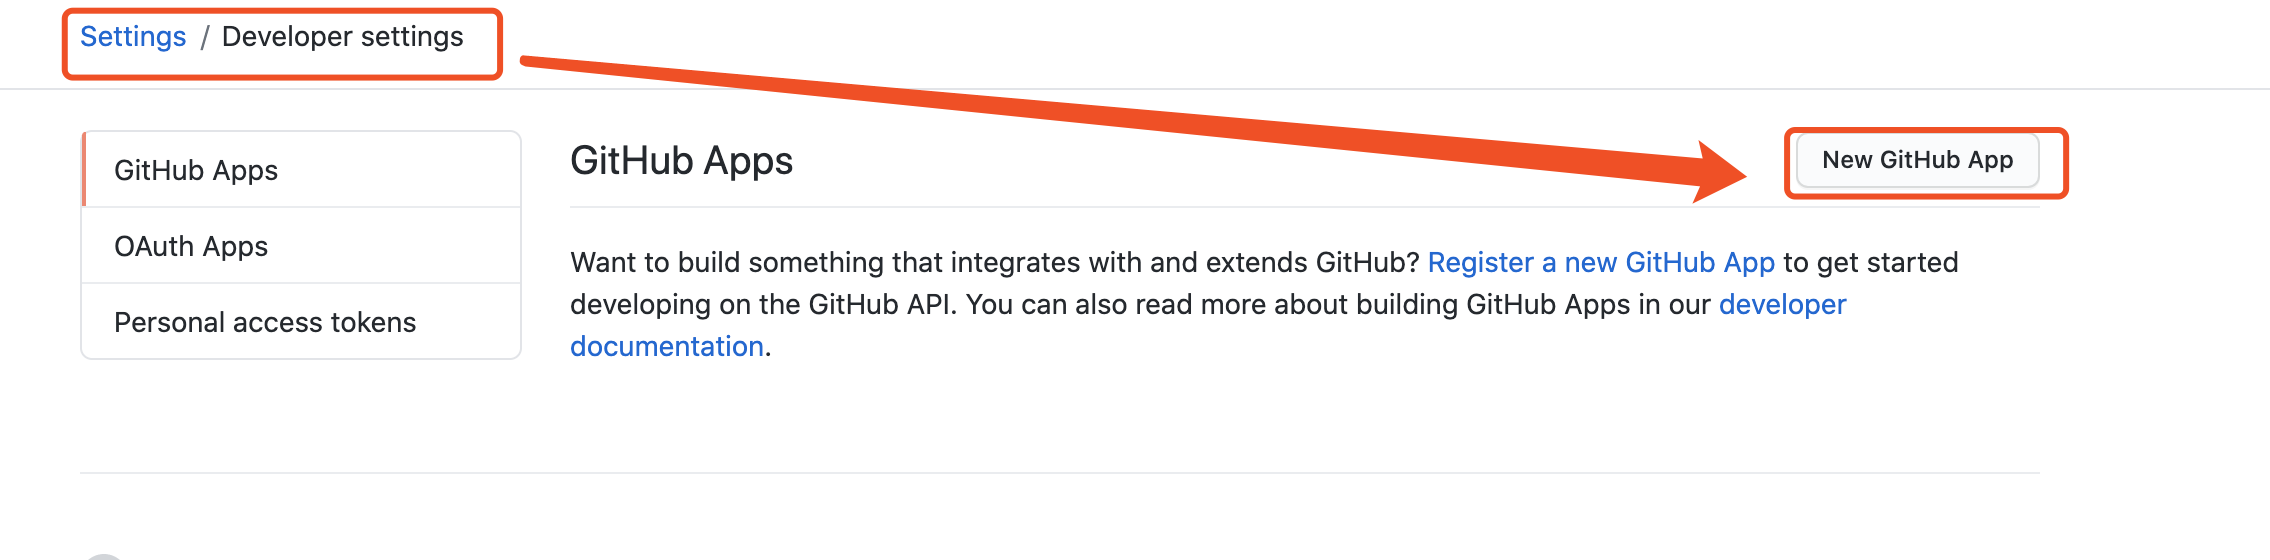 Settings / Developer settings
GitHub Apps
OAuth Apps
Personal access tokens
GitHub Apps
New GitHub App
Want to build something that integrates with and extends GitHub? Register a new GitHub App to get started
developing on the GitHub API. You can also read more about building GitHub Apps in our developer
documentation.